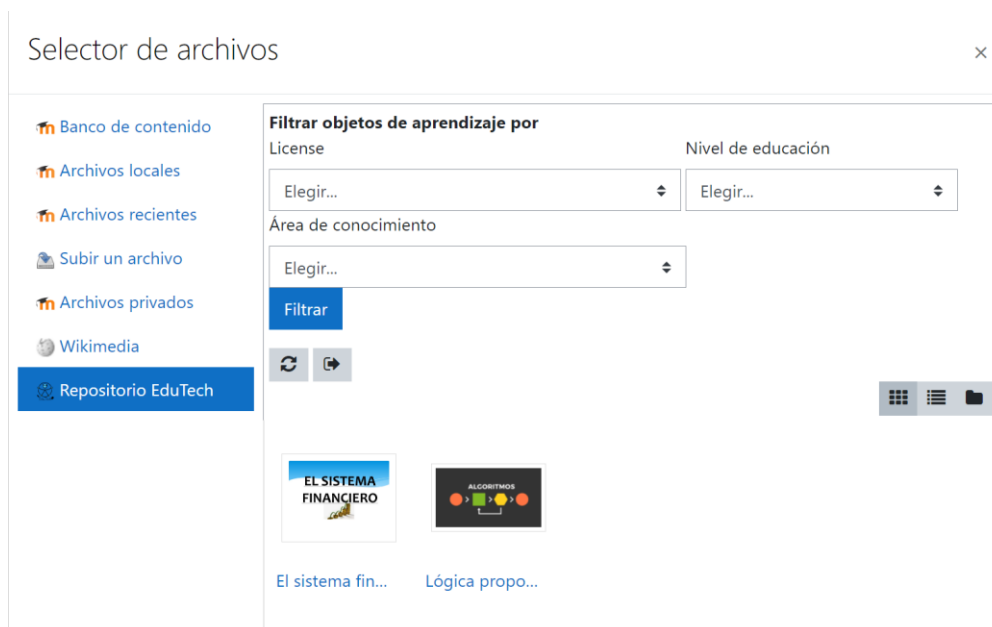 Selector de archivos
×
Banco de contenido
Archivos locales
Archivos recientes
Subir un archivo
Archivos privados
Wikimedia
Repositorio EduTech
Filtrar objetos de aprendizaje por
License
Nivel de educación
Elegir...
Elegir...
Área de conocimiento
Elegir...
Filtrar
EL SISTEMA
FINANCIERO
ALGORITMOS
El sistema fin...
Lógica propo...